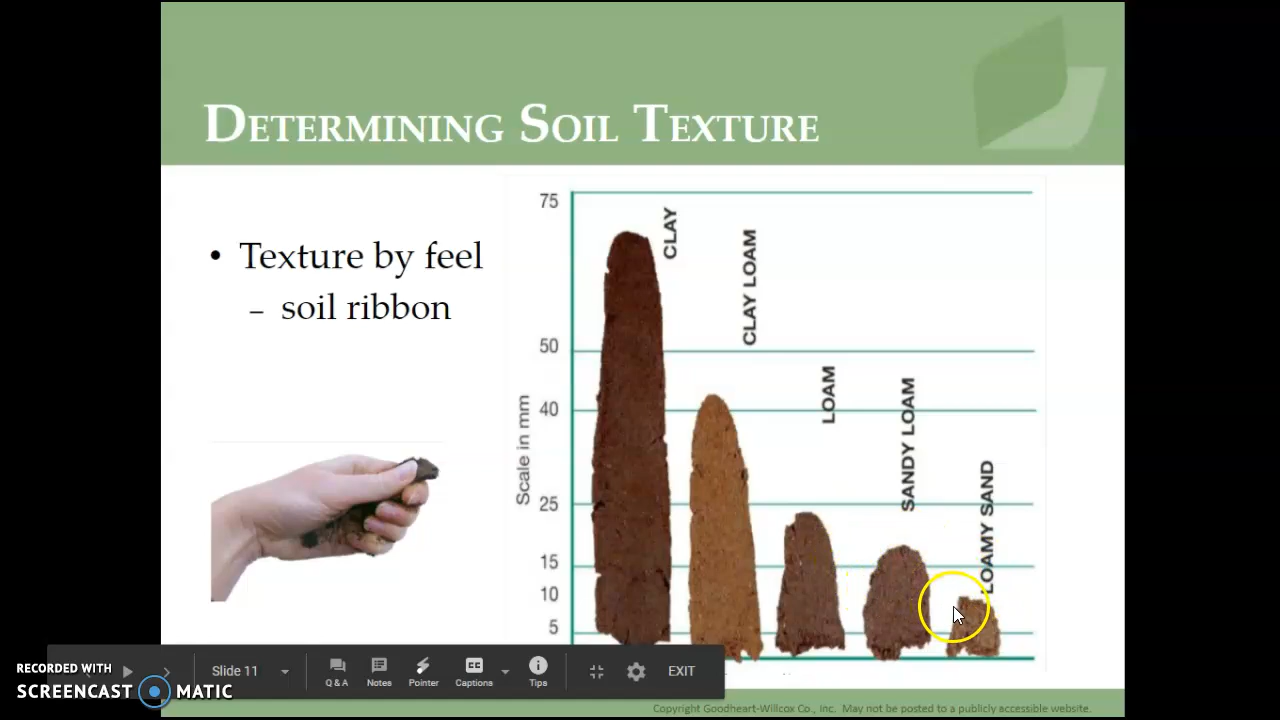 DETERMINING SOIL TEXTURE
• Texture by feel
– soil ribbon
75
50
40
25
15
10
5
Scale in mm
CLAY
CLAY LOAM
LOAM
SANDY LOAM
LOAMY SAND
Slide 11
Q & A
Notes
Pointer
Captions
Tips
EXIT
RECORDED WITH
SCREENCAST MATIC
Copyright Goodheart-Willcox Co., Inc. May not be posted to a publicly accessible website.